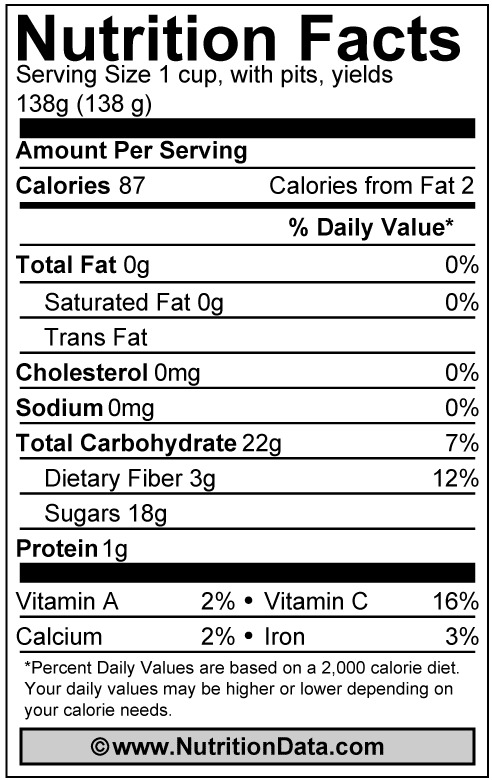 Nutrition Facts
Serving Size 1 cup, with pits, yields
138g (138 g)
Amount Per Serving
Calories 87 Calories from Fat 2
% Daily Value*
Total Fat 0g 0%
Saturated Fat 0g 0%
Trans Fat
Cholesterol 0mg 0%
Sodium 0mg 0%
Total Carbohydrate 22g 7%
Dietary Fiber 3g 12%
Sugars 18g
Protein 1g
Vitamin A 2% • Vitamin C 16%
Calcium 2% • Iron 3%
*Percent Daily Values are based on a 2,000 calorie diet.
Your daily values may be higher or lower depending on
your calorie needs.
©www.NutritionData.com